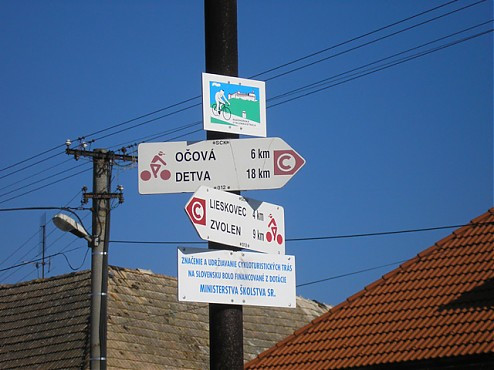 OČOVÁ 6 km
DETVA 18 km
C
C
LIESKOVEC 4 km
ZVOLEN 9 km
ZNAČENIE A UDRŽIAVANIE CYKLOTURISTICKÝCH TRÁS
NA SLOVENSKU BOLO FINANCOVANÉ Z DOTÁCIE
MINISTERSTVA ŠKOLSTVA SR.